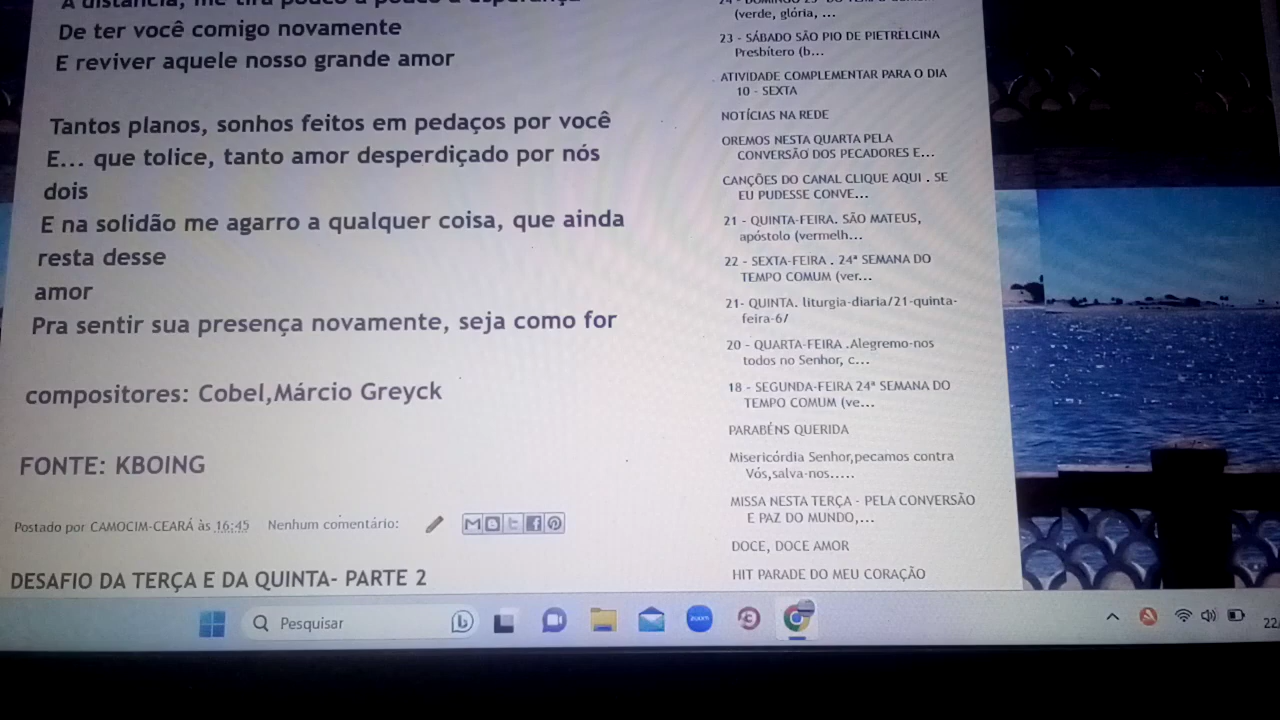 A distância, me tira pouco a pouco a esperança
De ter você comigo novamente
E reviver aquele nosso grande amor
Tantos planos, sonhos feitos em pedaços por você
E... que tolice, tanto amor desperdiçado por nós
dois
E na solidão me agarro a qualquer coisa, que ainda
resta desse
amor
Pra sentir sua presença novamente, seja como for
compositores: Cobel,Márcio Greyck
FONTE: KBOING
Postado por CAMOCIM-CEARÁ às 16:45 Nenhum comentário:
DESAFIO DA TERÇA E DA QUINTA- PARTE 2
(verde, glória, ...
23 - SÁBADO SÃO PIO DE PIETRELCINA
Presbítero (b...
ATIVIDADE COMPLEMENTAR PARA O DIA
10 - SEXTA
NOTÍCIAS NA REDE
OREMOS NESTA QUARTA PELA
CONVERSÃO DOS PECADORES E...
CANÇÕES DO CANAL CLIQUE AQUI . SE
EU PUDESSE CONVE...
21 - QUINTA-FEIRA. SÃO MATEUS,
apóstolo (vermelh...
22 - SEXTA-FEIRA . 24ª SEMANA DO
TEMPO COMUM (ver...
21- QUINTA. liturgia-diaria/21-quinta-
feira-6/
20 - QUARTA-FEIRA .Alegremo-nos
todos no Senhor, c...
18 - SEGUNDA-FEIRA 24ª SEMANA DO
TEMPO COMUM (ve...
PARABÉNS QUERIDA
Misericórdia Senhor,pecamos contra
Vós,salva-nos.....
MISSA NESTA TERÇA - PELA CONVERSÃO
E PAZ DO MUNDO,...
DOCE, DOCE AMOR
HIT PARADE DO MEU CORAÇÃO
Pesquisar
zoom
22